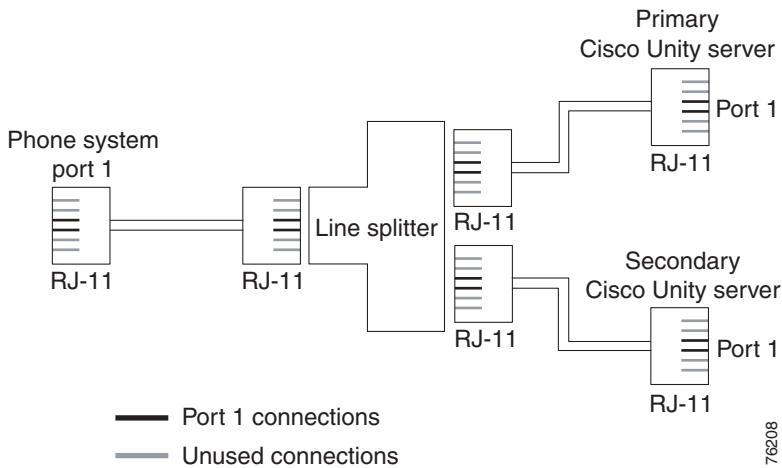 Primary
Cisco Unity server
Port 1
RJ-11
Phone system
port 1
RJ-11
RJ-11
Line splitter
RJ-11
RJ-11
Secondary
Cisco Unity server
Port 1
RJ-11
Port 1 connections
Unused connections
76208